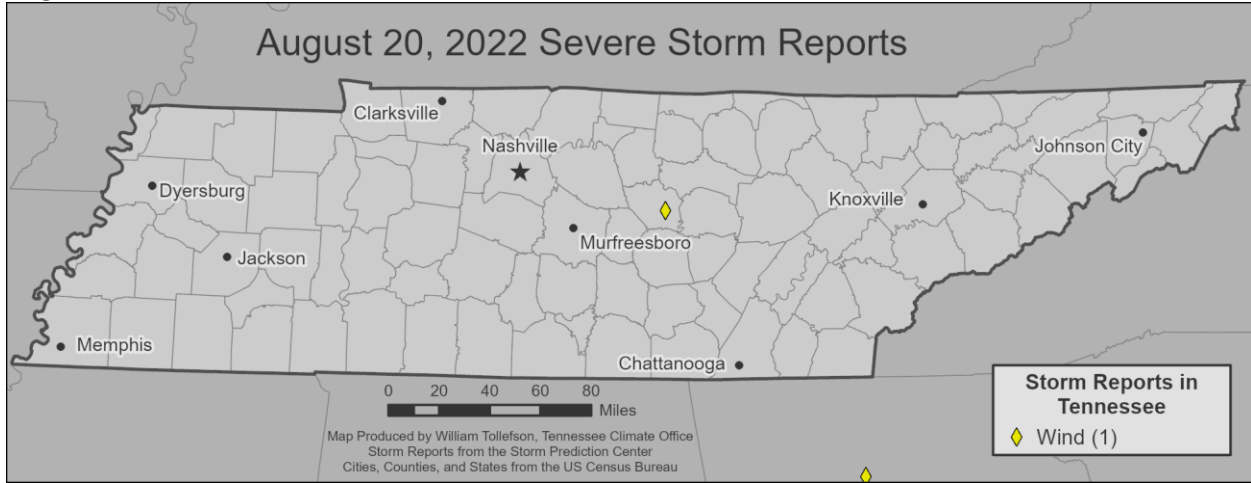 August 20, 2022 Severe Storm Reports
Clarksville
Nashville
Johnson City
Dyersburg
Knoxville
Murfreesboro
Jackson
Memphis
Chattanooga
0 20 40 60 80
Miles
Map Produced by William Tollefson, Tennessee Climate Office
Storm Reports from the Storm Prediction Center
Cities, Counties, and States from the US Census Bureau
Storm Reports in
Tennessee
Wind (1)